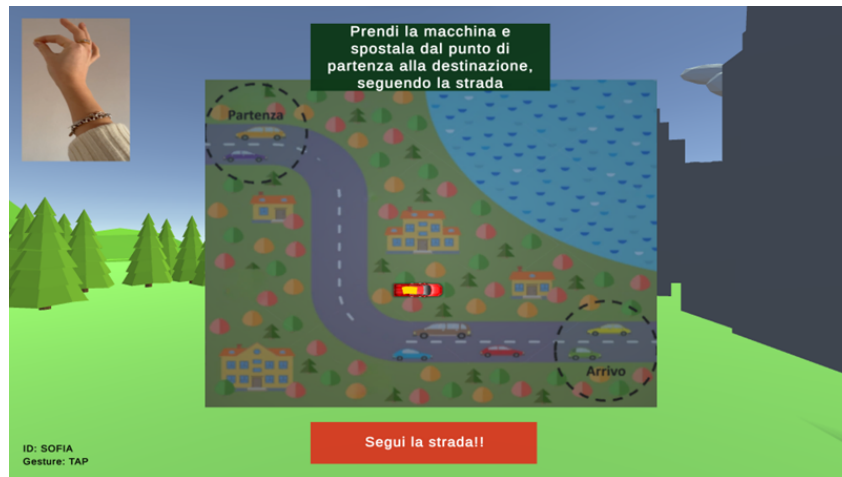 Prendi la macchina e
spostala dal punto di
partenza alla destinazione,
seguendo la strada
Partenza
Arrivo
Segui la strada!!
ID: SOFIA
Gesture: TAP